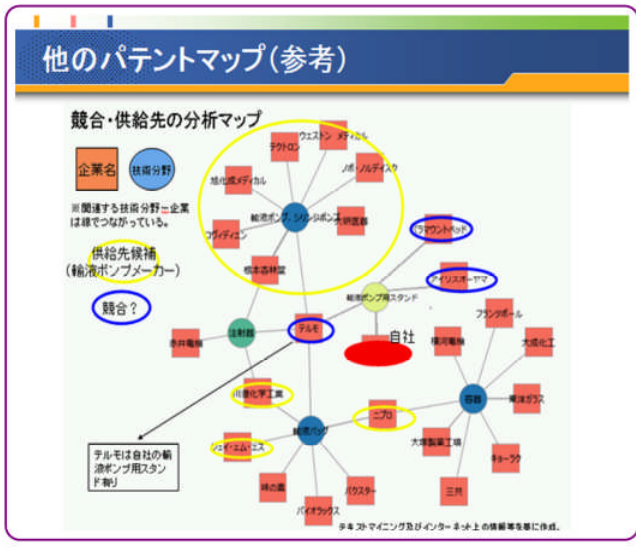 他のパテントマップ(参考)
競合・供給先の分析マップ
企業名
技術分野
※関連する技術分野ー企業
は線でつながっている。
供給先候補
(輸液ポンプメーカー)
競合?
ウェストン メディカル
テクトロン
旭化成メディカル
ノボ・ノルディスク
輸液ポンプ、シリンジポンプ
コヴィディエン
大研医器
根本杏林堂
パラマウントベッド
アイリスオーヤマ
輸液ポンプ用スタンド
注射器
テルモ
自社
赤井電機
フランツポール
横河電機
大成化工
川澄化学工業
ニプロ
容器
東洋ガラス
輸液バッグ
ジェイ・エム・エス
大塚製薬工場
キョーラク
テルモは自社の輸
液ポンプ用スタン
ド有り
味の素
バクスター
三共
バイオラックス
テキストマイニング及びインターネット上の情報等を基に作成。